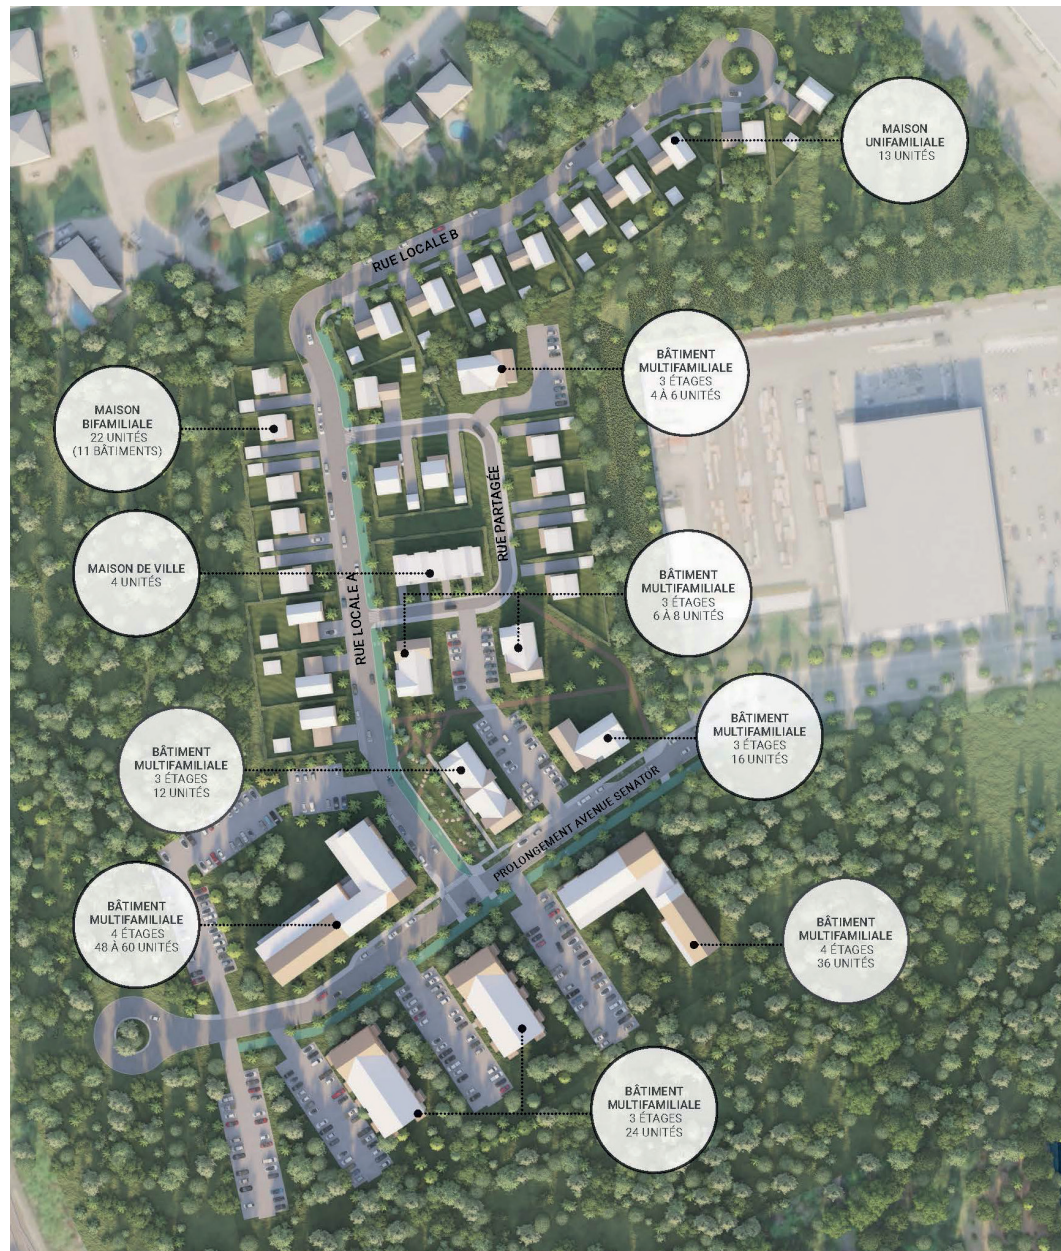 MAISON
UNIFAMILIALE
13 UNITÉS
RUE LOCALE B
BÂTIMENT
MULTIFAMILIALE
3 ÉTAGES
4 À 6 UNITÉS
MAISON
BIFAMILIALE
22 UNITÉS
(11 BÂTIMENTS)
RUE PARTAGÉE
MAISON DE VILLE
4 UNITÉS
BÂTIMENT
MULTIFAMILIALE
3 ÉTAGES
6 À 8 UNITÉS
RUE LOCALE A
BÂTIMENT
MULTIFAMILIALE
3 ÉTAGES
16 UNITÉS
BÂTIMENT
MULTIFAMILIALE
3 ÉTAGES
12 UNITÉS
PROLONGEMENT AVENUE SENATOR
BÂTIMENT
MULTIFAMILIALE
4 ÉTAGES
48 À 60 UNITÉS
BÂTIMENT
MULTIFAMILIALE
4 ÉTAGES
36 UNITÉS
BÂTIMENT
MULTIFAMILIALE
3 ÉTAGES
24 UNITÉS